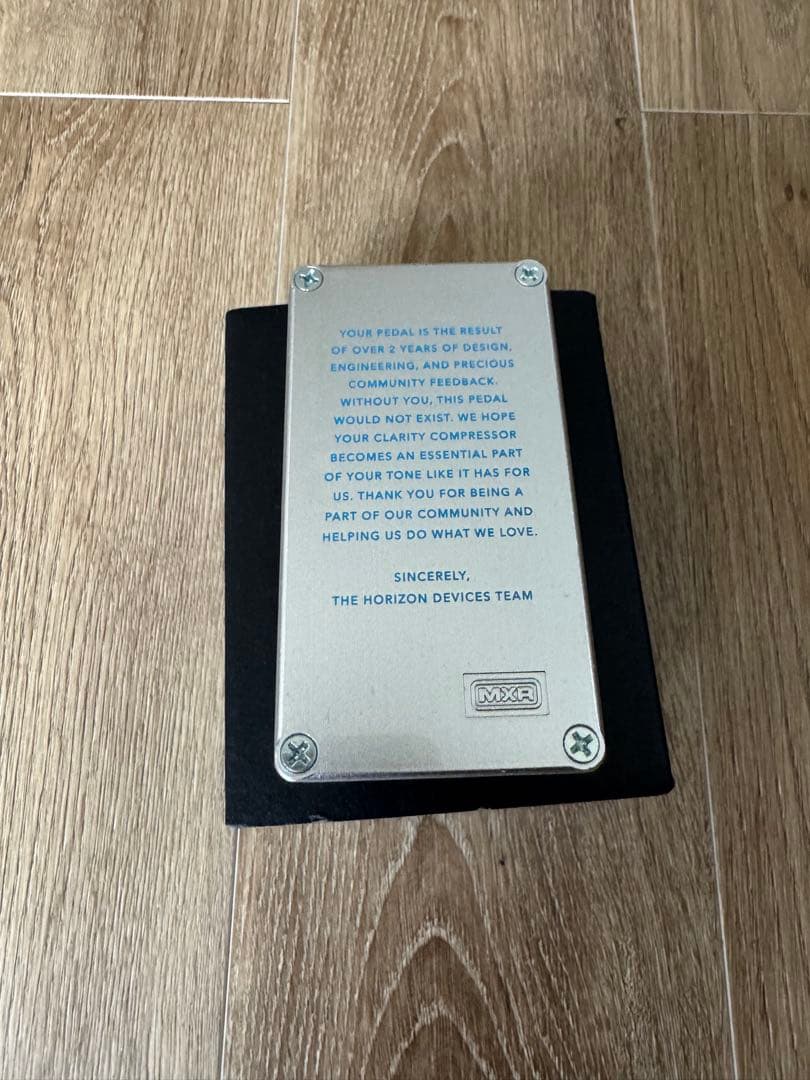 YOUR PEDAL IS THE RESULT
OF OVER 2 YEARS OF DESIGN,
ENGINEERING, AND PRECIOUS
COMMUNITY FEEDBACK.
WITHOUT YOU, THIS PEDAL
WOULD NOT EXIST. WE HOPE
YOUR CLARITY COMPRESSOR
BECOMES AN ESSENTIAL PART
OF YOUR TONE LIKE IT HAS FOR
US. THANK YOU FOR BEING A
PART OF OUR COMMUNITY AND
HELPING US DO WHAT WE LOVE.
SINCERELY,
THE HORIZON DEVICES TEAM
MXR